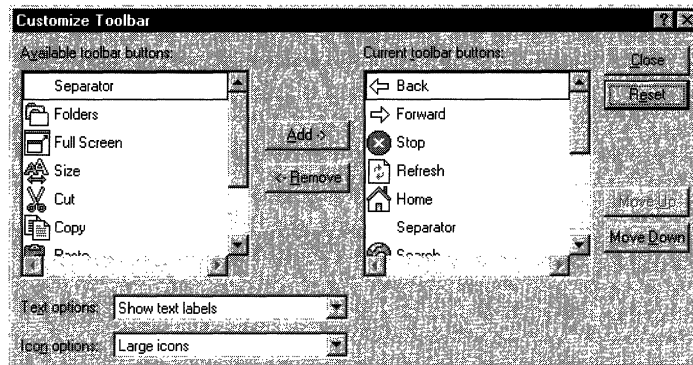 Customize Toolbar
Available toolbar buttons:
Separator
Folders
Full Screen
Size
Cut
Copy
Paste
Add ->
<- Remove
Current toolbar buttons:
Back
Forward
Stop
Refresh
Home
Separator
Search
Close
Reset
Move Up
Move Down
Text options: Show text labels
Icon options: Large icons